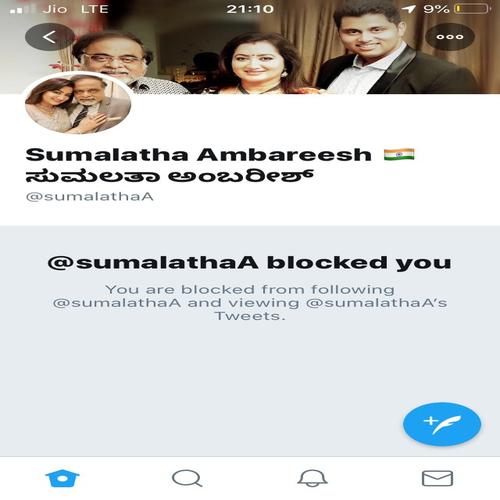 Jio LTE 21:10 9%
Sumalatha Ambareesh 🇮🇳
ಸುಮಲತಾ ಅಂಬರೀಶ್
@sumalathaA
@sumalathaA blocked you
You are blocked from following
@sumalathaA and viewing @sumalathaA's
Tweets.